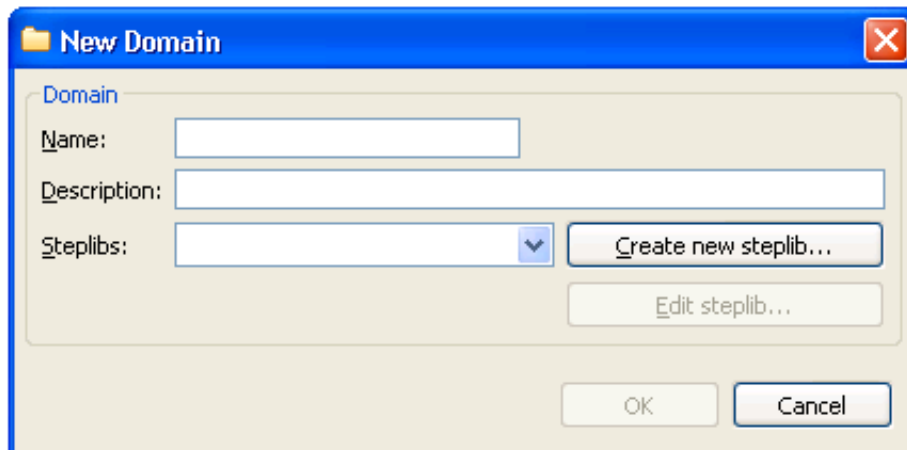 New Domain
Domain
Name:
Description:
Steplibs:
Create new steplib...
Edit steplib...
OK
Cancel